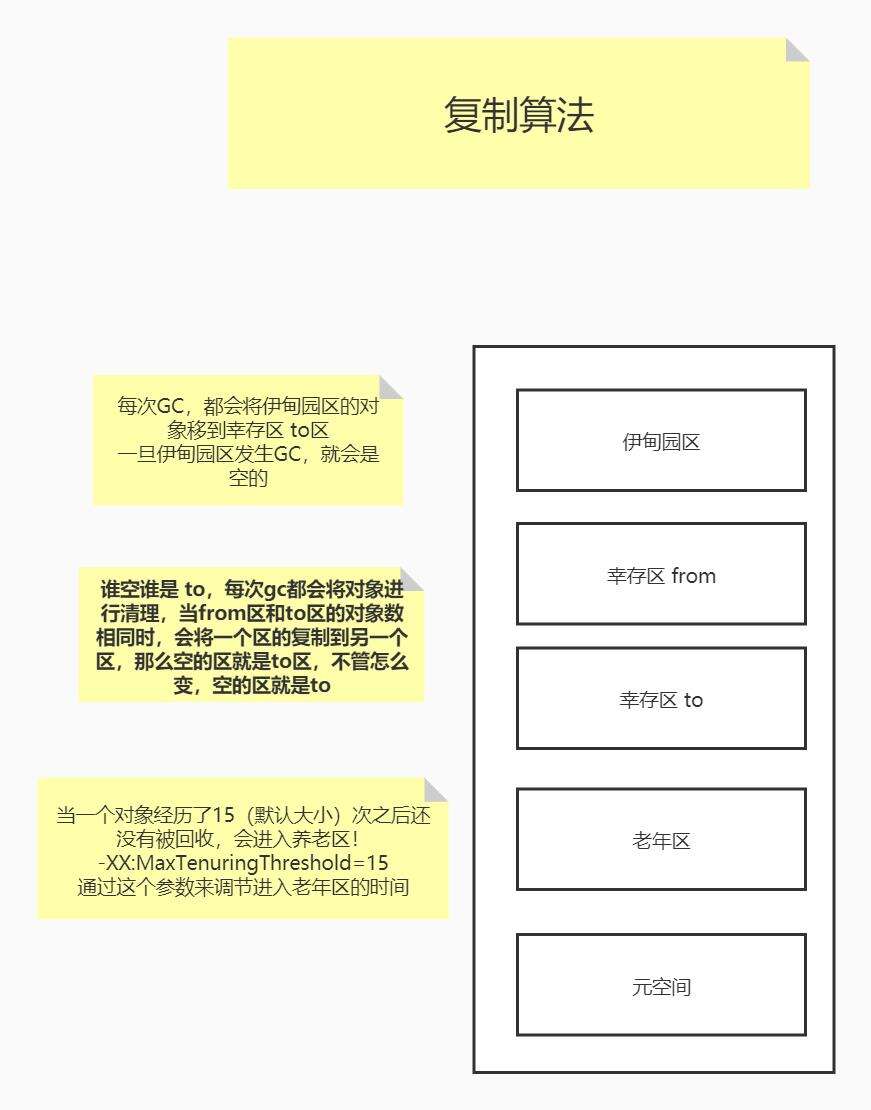 复制算法
每次GC，都会将伊甸园区的对
象移到幸存区 to区
一旦伊甸园区发生GC，就会是
空的
谁空谁是 to，每次gc都会将对象进
行清理，当from区和to区的对象数
相同时，会将一个区的复制到另一个
区，那么空的区就是to区，不管怎么
变，空的区就是to
当一个对象经历了15（默认大小）次之后还
没有被回收，会进入养老区！
-XX:MaxTenuringThreshold=15
通过这个参数来调节进入老年区的时间
伊甸园区
幸存区 from
幸存区 to
老年区
元空间